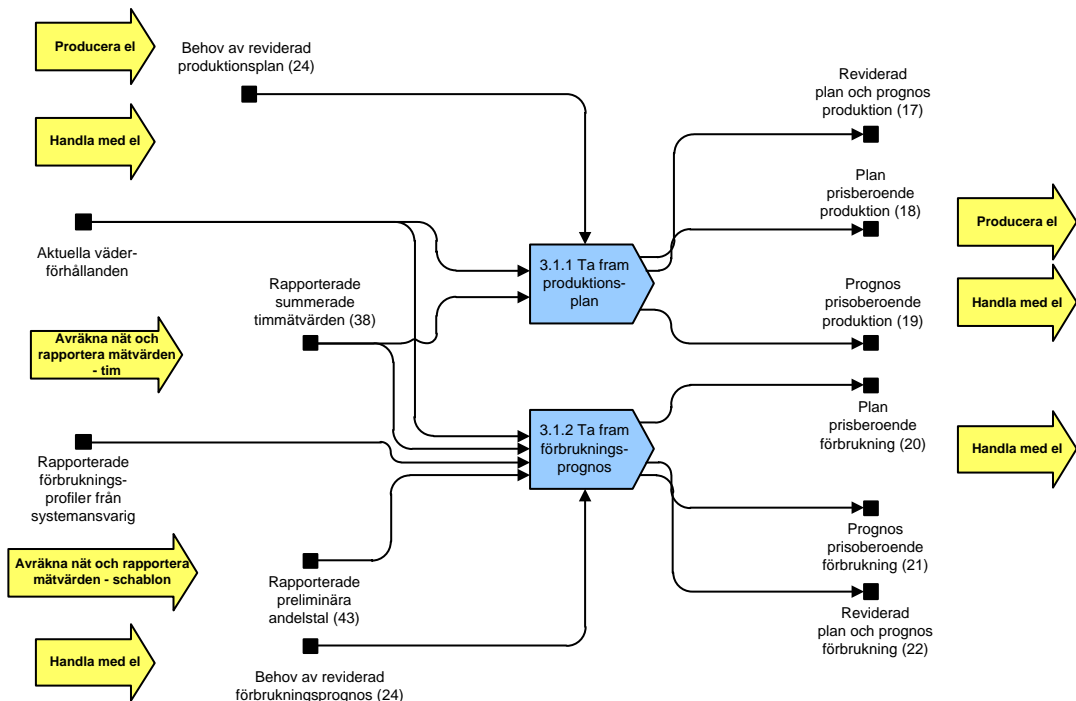 Producera el
Behov av reviderad
produktionsplan (24)
Handla med el
Aktuella väder-
förhållanden
Rapporterade
summerade
timmätvärden (38)
Avräkna nät och
rapportera mätvärden
- tim
Rapporterade
förbruknings-
profiler från
systemansvarig
Avräkna nät och rapportera
mätvärden - schablon
Rapporterade
preliminära
andelstal (43)
Handla med el
Behov av reviderad
förbrukningsprognos (24)
3.1.1 Ta fram
produktions-
plan
3.1.2 Ta fram
förbruknings-
prognos
Reviderad
plan och prognos
produktion (17)
Plan
prisberoende
produktion (18)
Prognos
prisoberoende
produktion (19)
Plan
prisberoende
förbrukning (20)
Prognos
prisoberoende
förbrukning (21)
Reviderad
plan och prognos
förbrukning (22)
Producera el
Handla med el
Handla med el